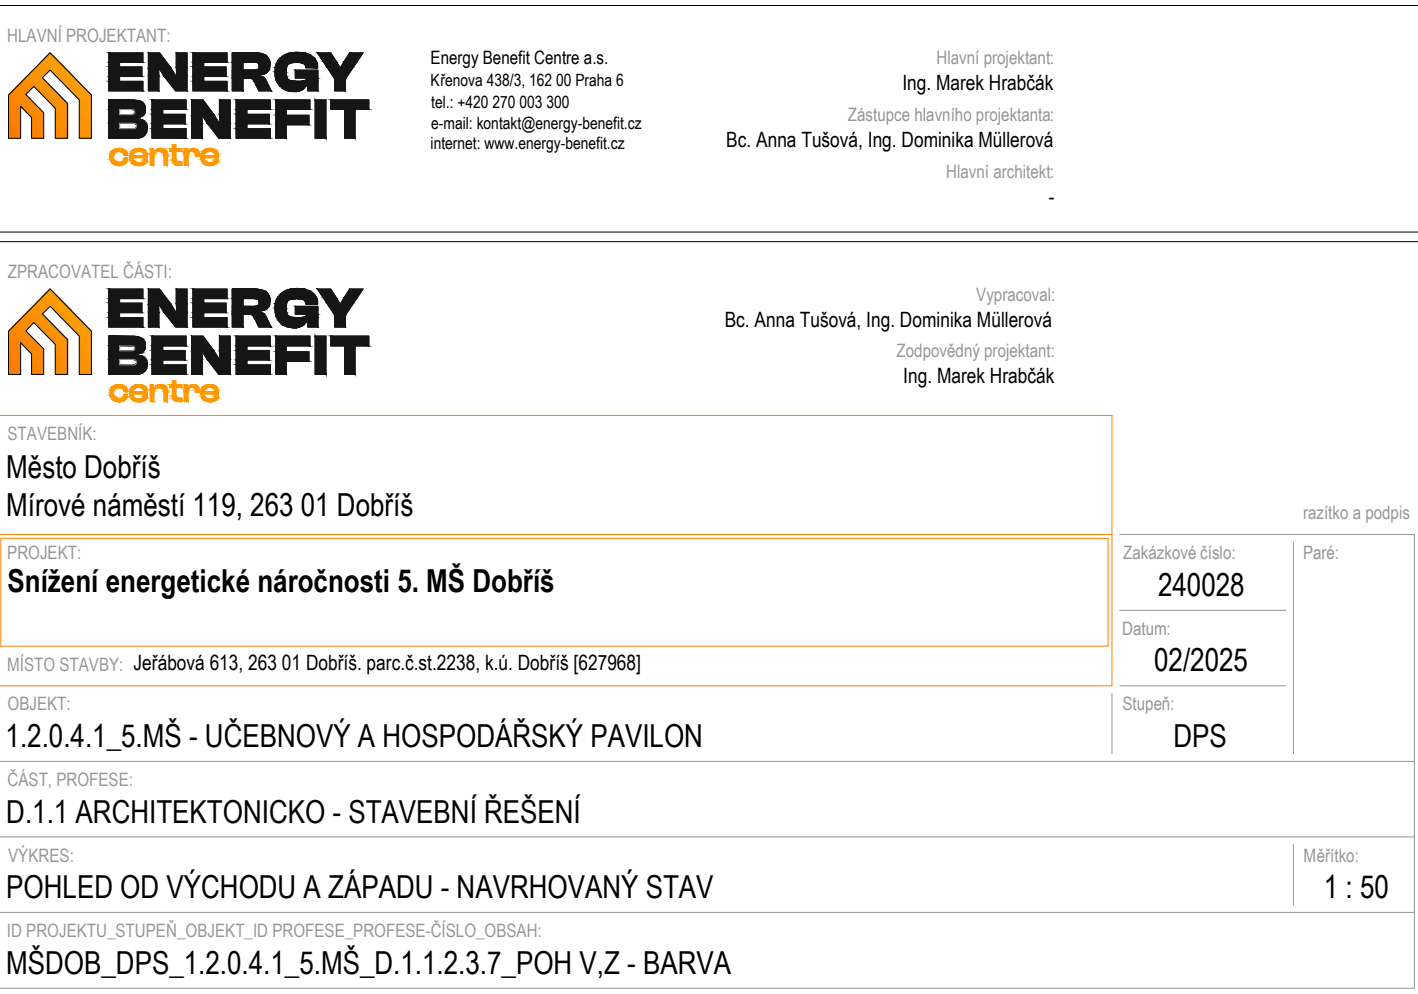 HLAVNÍ PROJEKTANT:
ENERGY
BENEFIT
centre
Energy Benefit Centre a.s.
Křenova 438/3, 162 00 Praha 6
tel.: +420 270 003 300
e-mail: kontakt@energy-benefit.cz
internet: www.energy-benefit.cz
Hlavní projektant:
Ing. Marek Hrabčák
Zástupce hlavního projektanta:
Bc. Anna Tušová, Ing. Dominika Müllerová
Hlavní architekt:
-
ZPRACOVATEL ČÁSTI:
ENERGY
BENEFIT
centre
Vypracoval:
Bc. Anna Tušová, Ing. Dominika Müllerová
Zodpovědný projektant:
Ing. Marek Hrabčák
STAVEBNÍK:
Město Dobříš
Mírové náměstí 119, 263 01 Dobříš
razítko a podpis
PROJEKT:
Snížení energetické náročnosti 5. MŠ Dobříš
Zakázkové číslo:
240028
Paré:
Datum:
02/2025
MÍSTO STAVBY: Jeřábová 613, 263 01 Dobříš. parc.č.st.2238, k.ú. Dobříš [627968]
OBJEKT:
1.2.0.4.1_5.MŠ - UČEBNOVÝ A HOSPODÁŘSKÝ PAVILON
Stupeň:
DPS
ČÁST, PROFESE:
D.1.1 ARCHITEKTONICKO - STAVEBNÍ ŘEŠENÍ
VÝKRES:
POHLED OD VÝCHODU A ZÁPADU - NAVRHOVANÝ STAV
Měřítko:
1 : 50
ID PROJEKTU_STUPEŇ_OBJEKT_ID PROFESE_PROFESE-ČÍSLO_OBSAH:
MŠDOB_DPS_1.2.0.4.1_5.MŠ_D.1.1.2.3.7_POH V,Z - BARVA